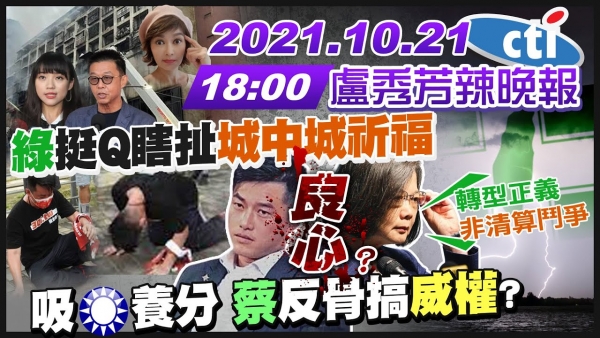 2021.10.21
cti
18:00 盧秀芳辣晚報
綠挺Q瞎扯城中城祈福
良心?
轉型正義
非清算鬥爭
吸養分 蔡反骨搞威權?